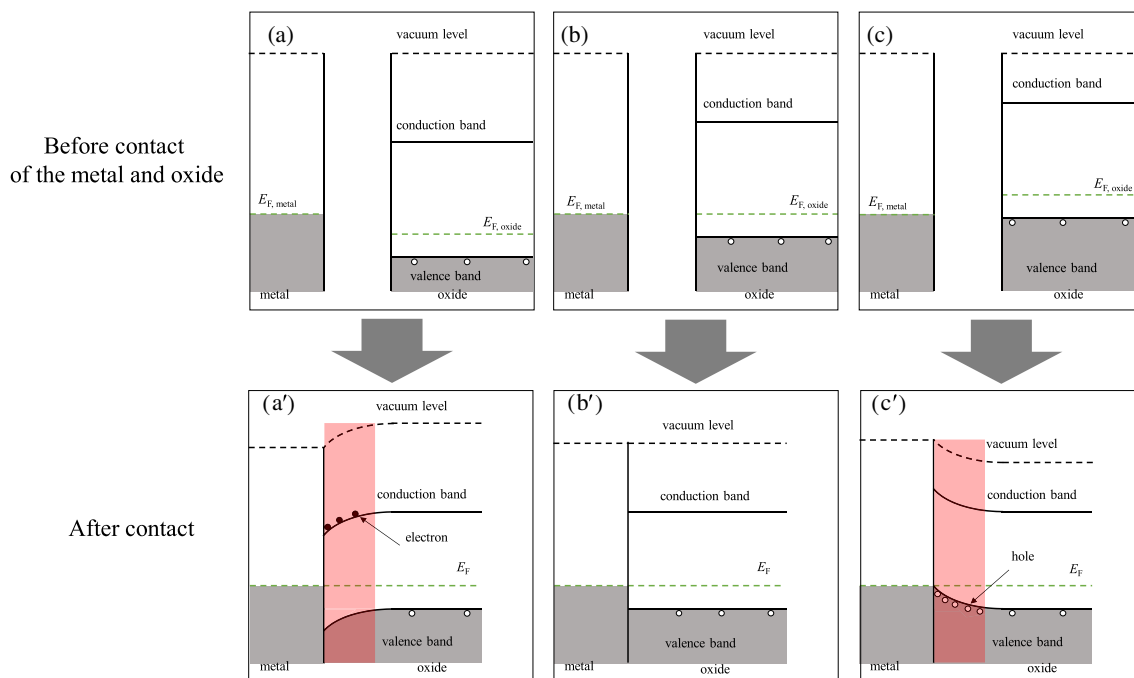 (a)
vacuum level
conduction band
E_F, metal
E_F, oxide
valence band
metal
oxide
(b)
vacuum level
conduction band
E_F, metal
E_F, oxide
valence band
metal
oxide
(c)
vacuum level
conduction band
E_F, metal
E_F, oxide
valence band
metal
oxide
Before contact
of the metal and oxide
(a′)
vacuum level
conduction band
electron
E_F
valence band
metal
oxide
(b′)
vacuum level
conduction band
E_F
valence band
metal
oxide
(c′)
vacuum level
conduction band
hole
E_F
valence band
metal
oxide
After contact